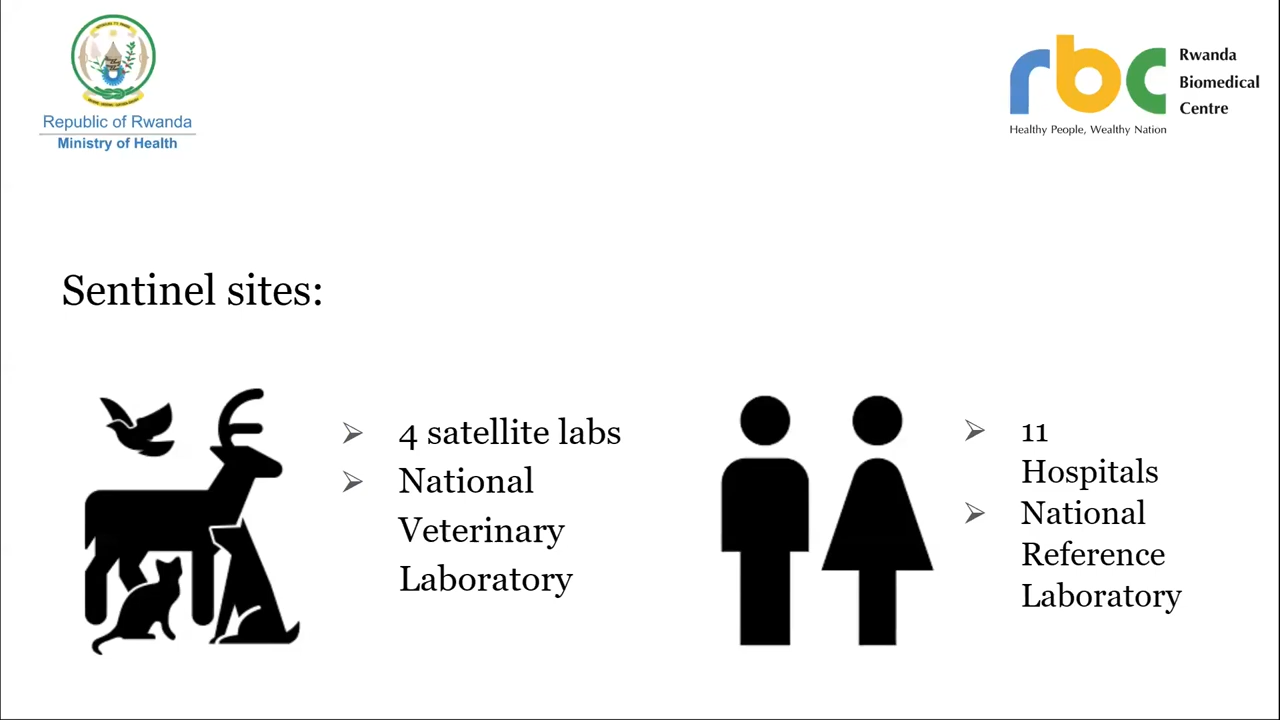 Republic of Rwanda
Ministry of Health
rbc
Rwanda
Biomedical
Centre
Healthy People, Wealthy Nation
Sentinel sites:
➢ 4 satellite labs
➢ National
Veterinary
Laboratory
➢ 11
Hospitals
➢ National
Reference
Laboratory